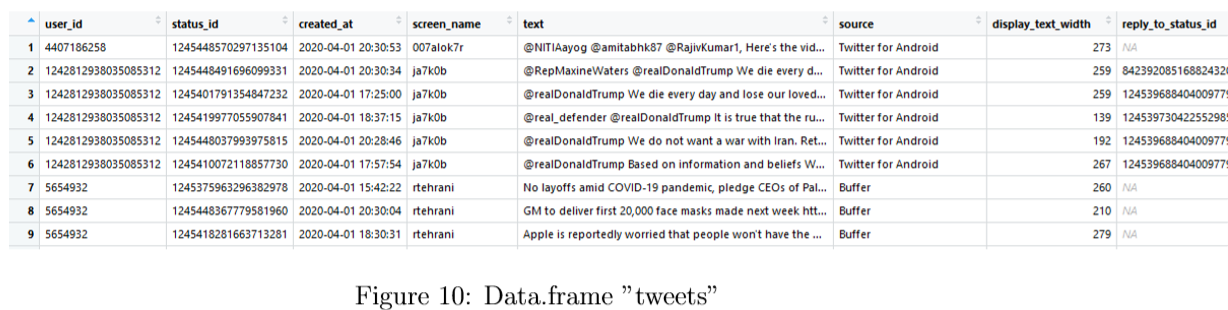 user_id status_id created_at screen_name text source display_text_width reply_to_status_id
1 4407186258 1245448570297135104 2020-04-01 20:30:53 007alok7r @NITIAayog @amitabhk87 @RajivKumar1, Here's the vid... Twitter for Android 273 NA
2 1242812938035085312 1245448491696099331 2020-04-01 20:30:34 ja7k0b @RepMaxineWaters @realDonaldTrump We die every d... Twitter for Android 259 84239208516882432
3 1242812938035085312 1245401791354847232 2020-04-01 17:25:00 ja7k0b @realDonaldTrump We die every day and lose our loved... Twitter for Android 259 1245396884040097
4 1242812938035085312 1245419977055907841 2020-04-01 18:37:15 ja7k0b @real_defender @realDonaldTrump It is true that the ru... Twitter for Android 139 1245397304225529
5 1242812938035085312 1245448037993975815 2020-04-01 20:28:46 ja7k0b @realDonaldTrump We do not want a war with Iran. Ret... Twitter for Android 192 1245396884040097
6 1242812938035085312 1245410072118857730 2020-04-01 17:57:54 ja7k0b @realDonaldTrump Based on information and beliefs W... Twitter for Android 267 1245396884040097
7 5654932 1245375963296382978 2020-04-01 15:42:22 rtehrani No layoffs amid COVID-19 pandemic, pledge CEOs of Pal... Buffer 260 NA
8 5654932 1245448367779581960 2020-04-01 20:30:04 rtehrani GM to deliver first 20,000 face masks made next week htt... Buffer 210 NA
9 5654932 1245418281663713281 2020-04-01 18:30:31 rtehrani Apple is reportedly worried that people won't have the ... Buffer 279 NA
Figure 10: Data.frame "tweets"